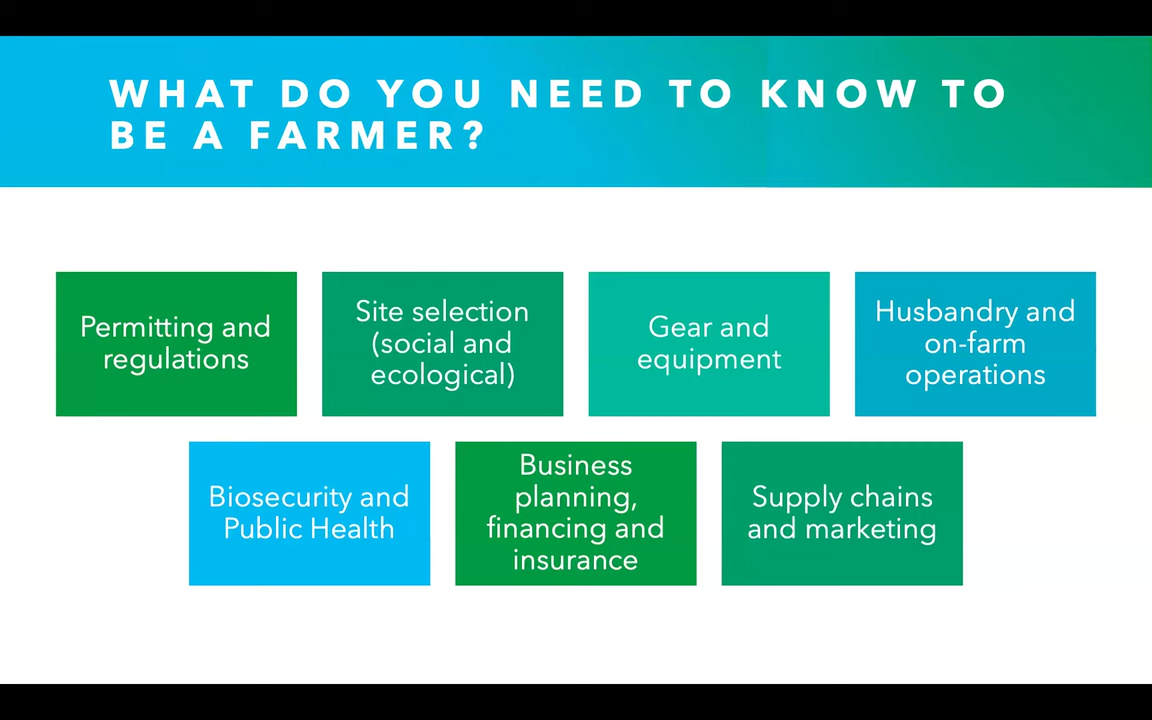 WHAT DO YOU NEED TO KNOW TO
BE A FARMER?
Permitting and
regulations
Site selection
(social and
ecological)
Gear and
equipment
Husbandry and
on-farm
operations
Biosecurity and
Public Health
Business
planning,
financing and
insurance
Supply chains
and marketing